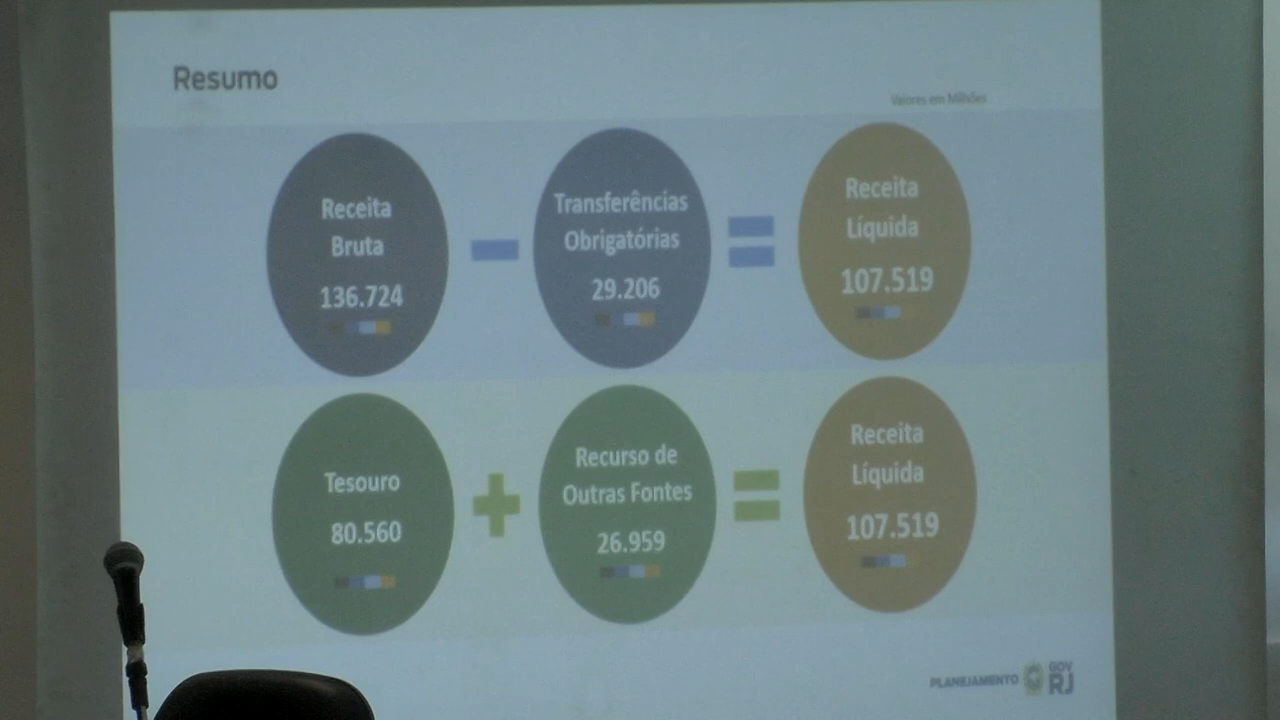 Resumo
Valores em Milhões
Receita
Bruta
136.724
Transferências
Obrigatórias
29.206
Receita
Líquida
107.519
Tesouro
80.560
Recurso de
Outras Fontes
26.959
Receita
Líquida
107.519
PLANEJAMENTO
GOV
RJ